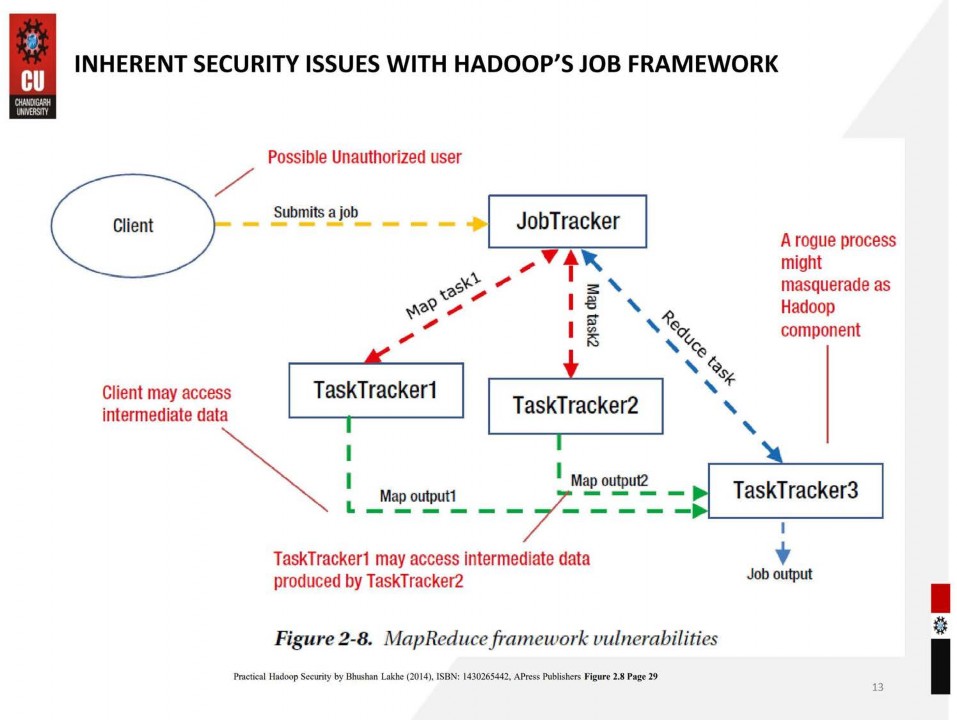 CU
CHANDIGARH
UNIVERSITY
INHERENT SECURITY ISSUES WITH HADOOP'S JOB FRAMEWORK
Possible Unauthorized user
Client
Submits a job
JobTracker
A rogue process
might
masquerade as
Hadoop
component
Map task1
Map task2
Reduce task
TaskTracker1
TaskTracker2
Client may access
intermediate data
Map output1
Map output2
TaskTracker3
TaskTracker1 may access intermediate data
produced by TaskTracker2
Job output
Figure 2-8. MapReduce framework vulnerabilities
Practical Hadoop Security by Bhushan Lakhe (2014), ISBN: 1430265442, APress Publishers Figure 2.8 Page 29
13